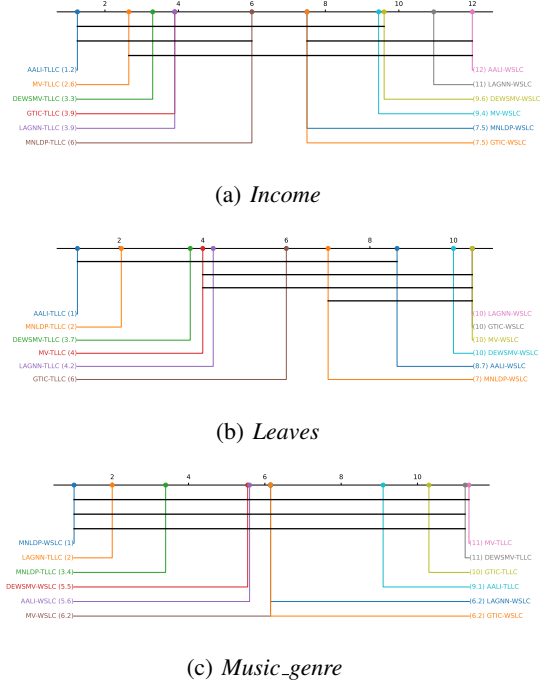 2 4 6 8 10 12
AALI-TLLC (1.2) (12) AALI-WSLC
MV-TLLC (2.6) (11) LAGNN-WSLC
DEWSMV-TLLC (3.3) (9.6) DEWSMV-WSLC
GTIC-TLLC (3.9) (9.4) MV-WSLC
LAGNN-TLLC (3.9) (7.5) MNLDP-WSLC
MNLDP-TLLC (6) (7.5) GTIC-WSLC
(a) Income
2 4 6 8 10
AALI-TLLC (1) (10) LAGNN-WSLC
MNLDP-TLLC (2) (10) GTIC-WSLC
DEWSMV-TLLC (3.7) (10) MV-WSLC
MV-TLLC (4) (10) DEWSMV-WSLC
LAGNN-TLLC (4.2) (8.7) AALI-WSLC
GTIC-TLLC (6) (7) MNLDP-WSLC
(b) Leaves
2 4 6 8 10
MNLDP-WSLC (1) (11) MV-TLLC
LAGNN-TLLC (2) (11) DEWSMV-TLLC
MNLDP-TLLC (3.4) (10) GTIC-TLLC
DEWSMV-WSLC (5.5) (9.1) AALI-TLLC
AALI-WSLC (5.6) (6.2) LAGNN-WSLC
MV-WSLC (6.2) (6.2) GTIC-WSLC
(c) Music_genre